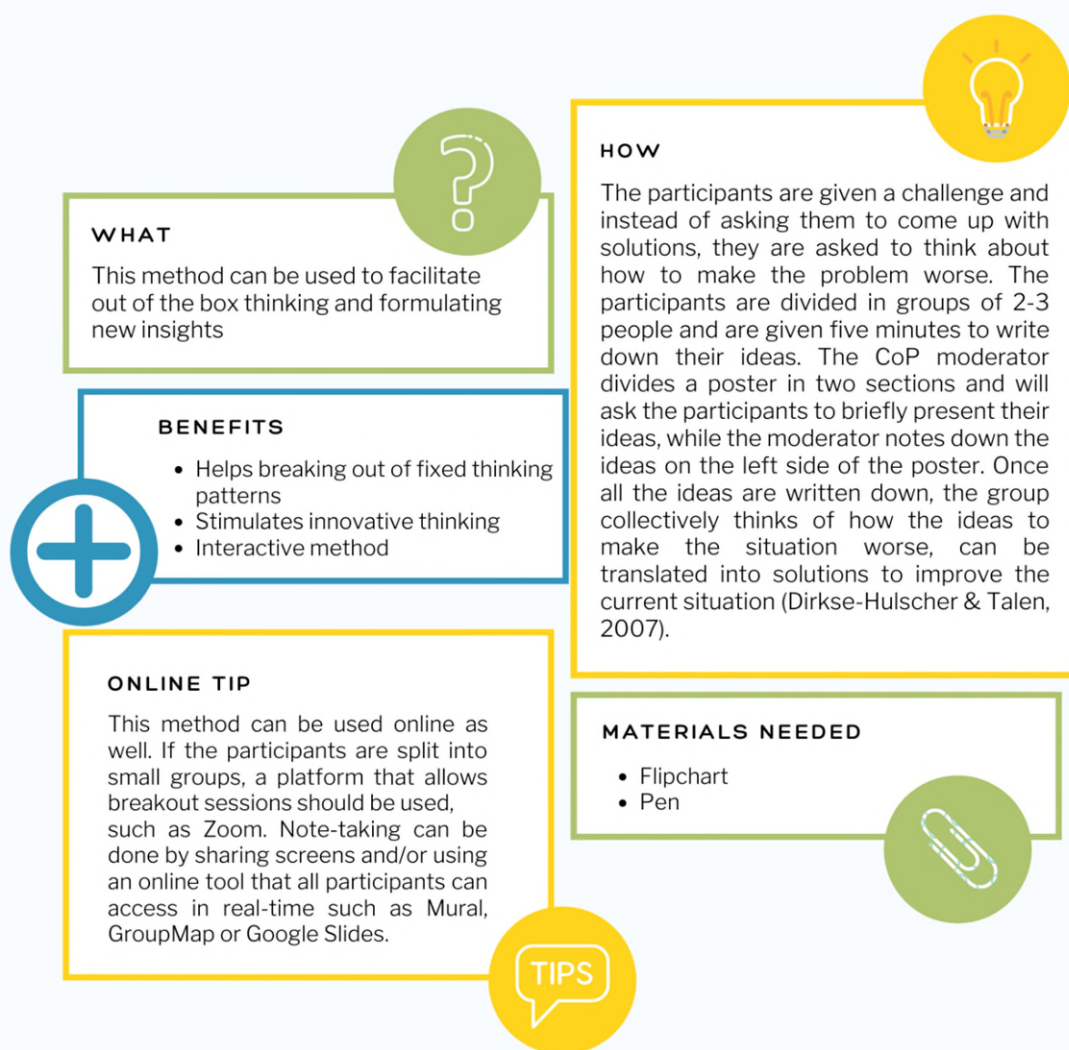 WHAT
This method can be used to facilitate
out of the box thinking and formulating
new insights
BENEFITS
• Helps breaking out of fixed thinking
patterns
• Stimulates innovative thinking
• Interactive method
ONLINE TIP
This method can be used online as
well. If the participants are split into
small groups, a platform that allows
breakout sessions should be used,
such as Zoom. Note-taking can be
done by sharing screens and/or using
an online tool that all participants can
access in real-time such as Mural,
GroupMap or Google Slides.
TIPS
HOW
The participants are given a challenge and
instead of asking them to come up with
solutions, they are asked to think about
how to make the problem worse. The
participants are divided in groups of 2-3
people and are given five minutes to write
down their ideas. The CoP moderator
divides a poster in two sections and will
ask the participants to briefly present their
ideas, while the moderator notes down the
ideas on the left side of the poster. Once
all the ideas are written down, the group
collectively thinks of how the ideas to
make the situation worse, can be
translated into solutions to improve the
current situation (Dirkse-Hulscher & Talen,
2007).
MATERIALS NEEDED
• Flipchart
• Pen